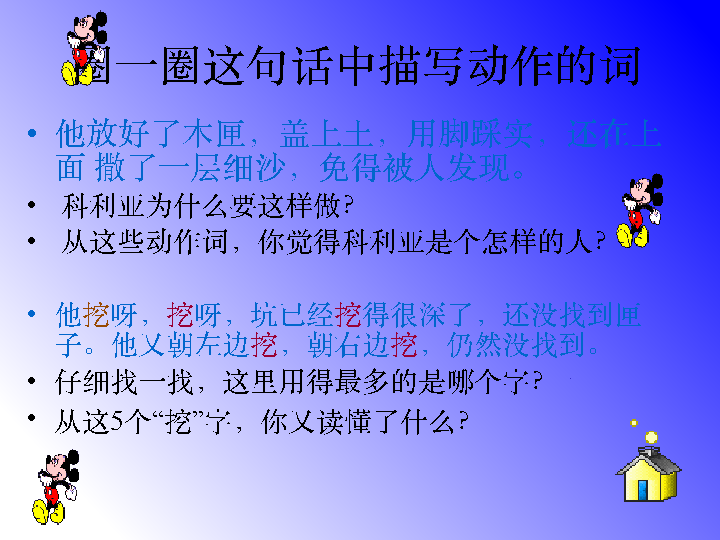 圈一圈这句话中描写动作的词
• 他放好了木匣，盖上土，用脚踩实，还在上
面 撒了一层细沙，免得被人发现。
• 科利亚为什么要这样做？
• 从这些动作词，你觉得科利亚是个怎样的人？
• 他挖呀，挖呀，坑已经挖得很深了，还没找到匣
子。他又朝左边挖，朝右边挖，仍然没找到。
• 仔细找一找，这里用得最多的是哪个字？
• 从这5个“挖”字，你又读懂了什么？